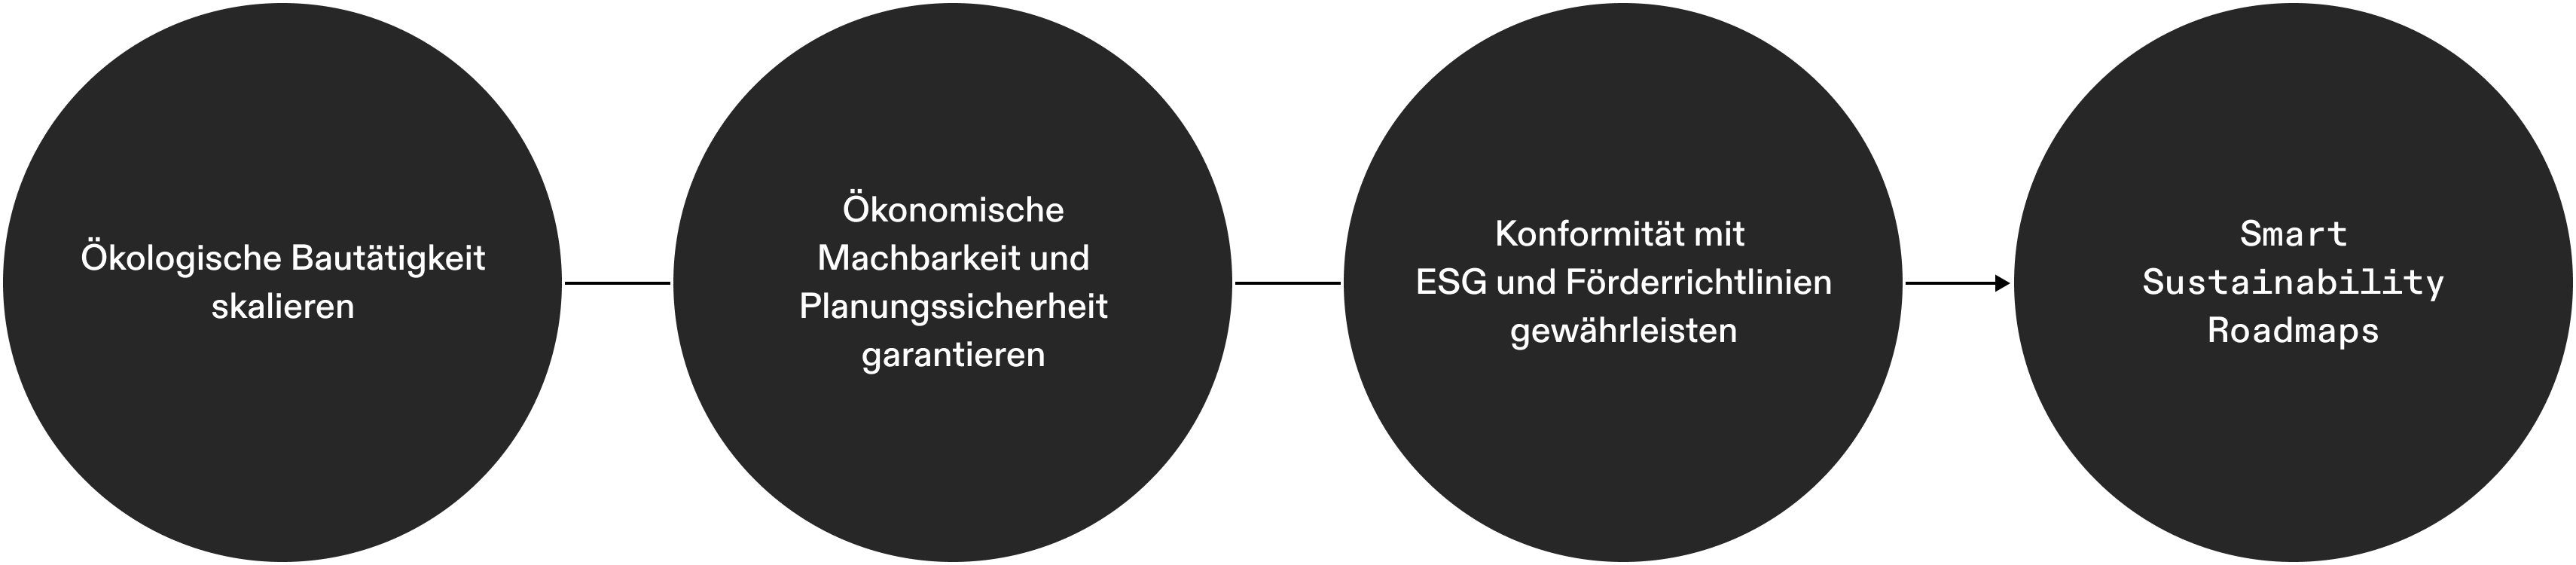 Ökologische Bautätigkeit
skalieren
Ökonomische
Machbarkeit und
Planungssicherheit
garantieren
Konformität mit
ESG und Förderrichtlinien
gewährleisten
Smart
Sustainability
Roadmaps